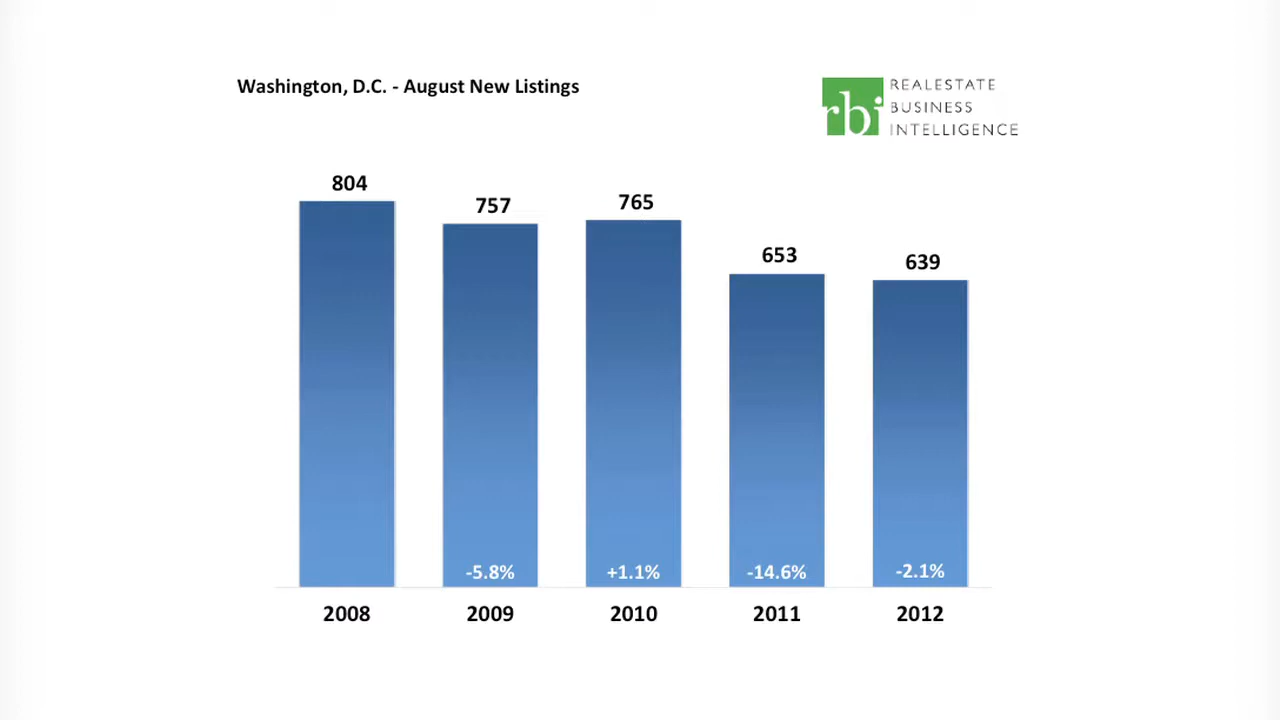 Washington, D.C. - August New Listings
rbi
REALESTATE
BUSINESS
INTELLIGENCE
804
757
765
653
639
-5.8%
+1.1%
-14.6%
-2.1%
2008
2009
2010
2011
2012